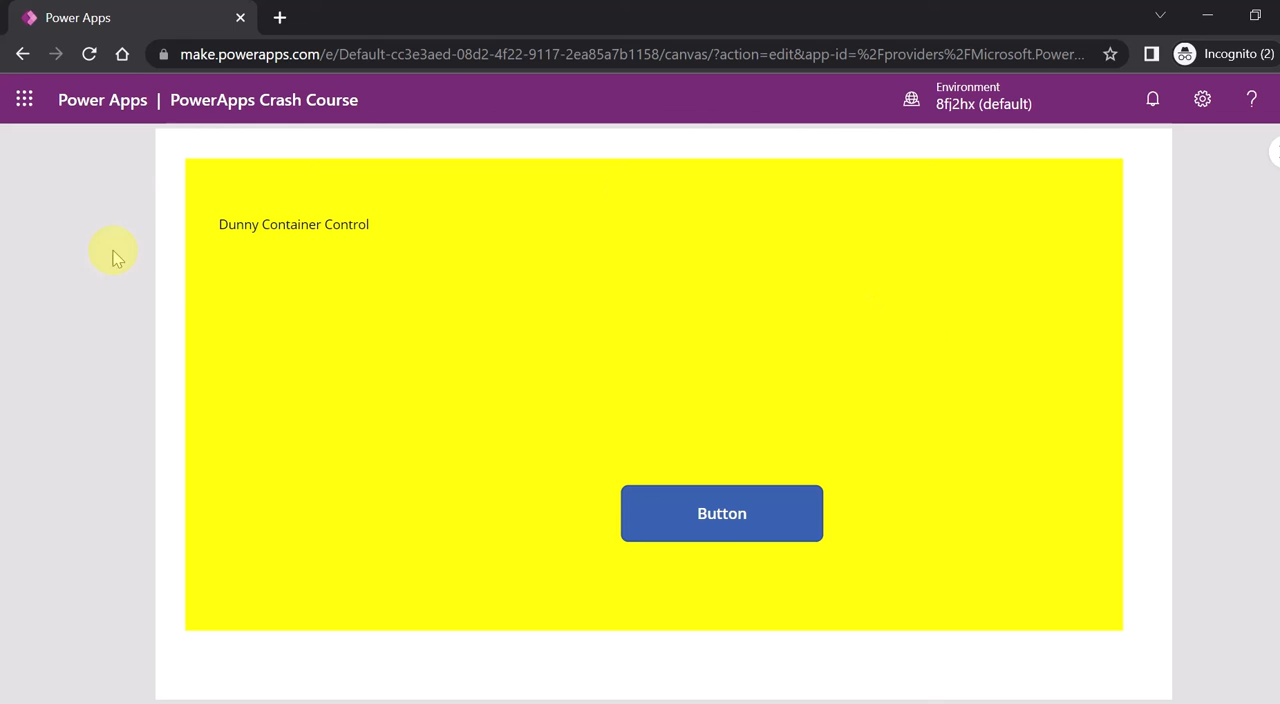 Power Apps
make.powerapps.com/e/Default-cc3e3aed-08d2-4f22-9117-2ea85a7b1158/canvas/?action=edit&app-id=%2Fproviders%2FMicrosoft.Power...
Incognito (2)
Power Apps | PowerApps Crash Course
Environment
8fj2hx (default)
?
Dunny Container Control
Button